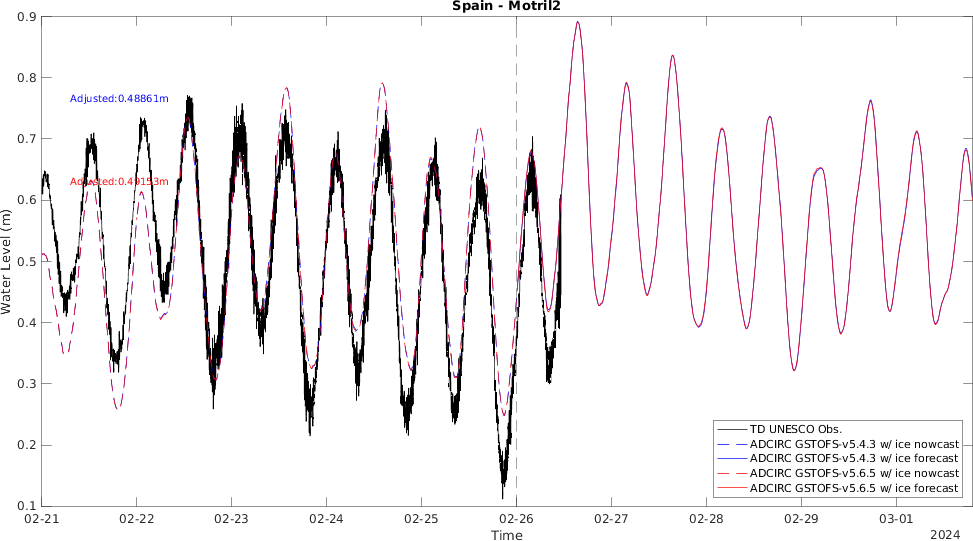 Spain - Motril2
0.9
0.8
0.7
0.6
0.5
0.4
0.3
0.2
0.1
Water Level (m)
Adjusted:0.48861m
Adjusted:0.49153m
TD UNESCO Obs.
ADCIRC GSTOFS-v5.4.3 w/ ice nowcast
ADCIRC GSTOFS-v5.4.3 w/ ice forecast
ADCIRC GSTOFS-v5.6.5 w/ ice nowcast
ADCIRC GSTOFS-v5.6.5 w/ ice forecast
02-21 02-22 02-23 02-24 02-25 02-26 02-27 02-28 02-29 03-01
Time
2024